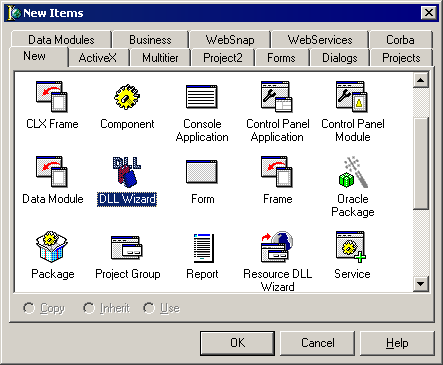 New Items
Data Modules Business WebSnap WebServices Corba
New ActiveX Multitier Project2 Forms Dialogs Projects
CLX Frame Component Console Application Control Panel Application Control Panel Module
DLL
Data Module DLL Wizard Form Frame Oracle Package
Package Project Group Report Resource DLL Wizard Service
Copy Inherit Use
OK Cancel Help